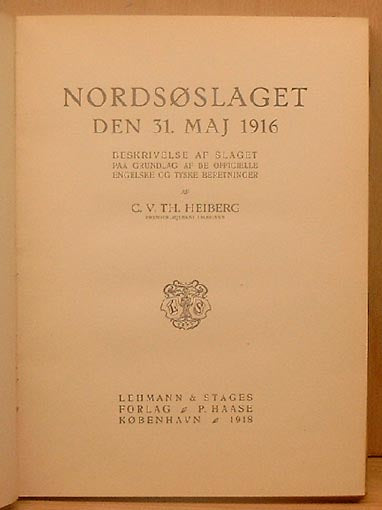 NORDSØSLAGET
DEN 31. MAJ 1916
BESKRIVELSE AF SLAGET
PAA GRUNDLAG AF DE OFFICIELLE
ENGELSKE OG TYSKE BERETNINGER
AF
C. V. TH. HEIBERG
L S
LEHMANN & STAGES
FORLAG P. HAASE
KØBENHAVN 1918